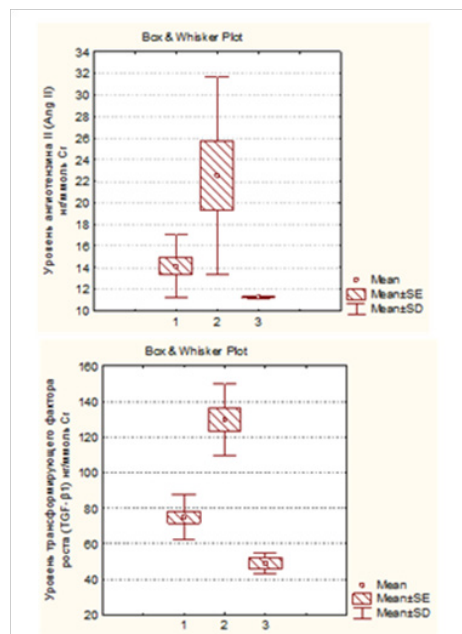 Box & Whisker Plot
Уровень ангиотензина II (Ang II)
нг/ммоль Cr
34
32
30
28
26
24
22
20
18
16
14
12
10
1 2 3
Mean
Mean±SE
Mean±SD
Box & Whisker Plot
Уровень трансформирующего фактора
роста (TGF-β1) нг/ммоль Cr
160
140
120
100
80
60
40
20
1 2 3
Mean
Mean±SE
Mean±SD